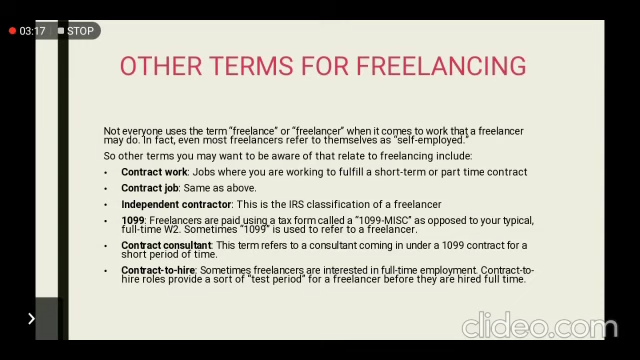 03:17 STOP
OTHER TERMS FOR FREELANCING
Not everyone uses the term “freelance” or “freelancer” when it comes to work that a freelancer
may do. In fact, even most freelancers refer to themselves as “self-employed.”
So other terms you may want to be aware of that relate to freelancing include:
• Contract work: Jobs where you are working to fulfill a short-term or part time contract
• Contract job: Same as above.
• Independent contractor: This is the IRS classification of a freelancer
• 1099: Freelancers are paid using a tax form called a “1099-MISC” as opposed to your typical,
full-time W2. Sometimes “1099” is used to refer to a freelancer.
• Contract consultant: This term refers to a consultant coming in under a 1099 contract for a
short period of time.
• Contract-to-hire: Sometimes freelancers are interested in full-time employment. Contract-to-
hire roles provide a sort of “test period” for a freelancer before they are hired full time.
clideo.com